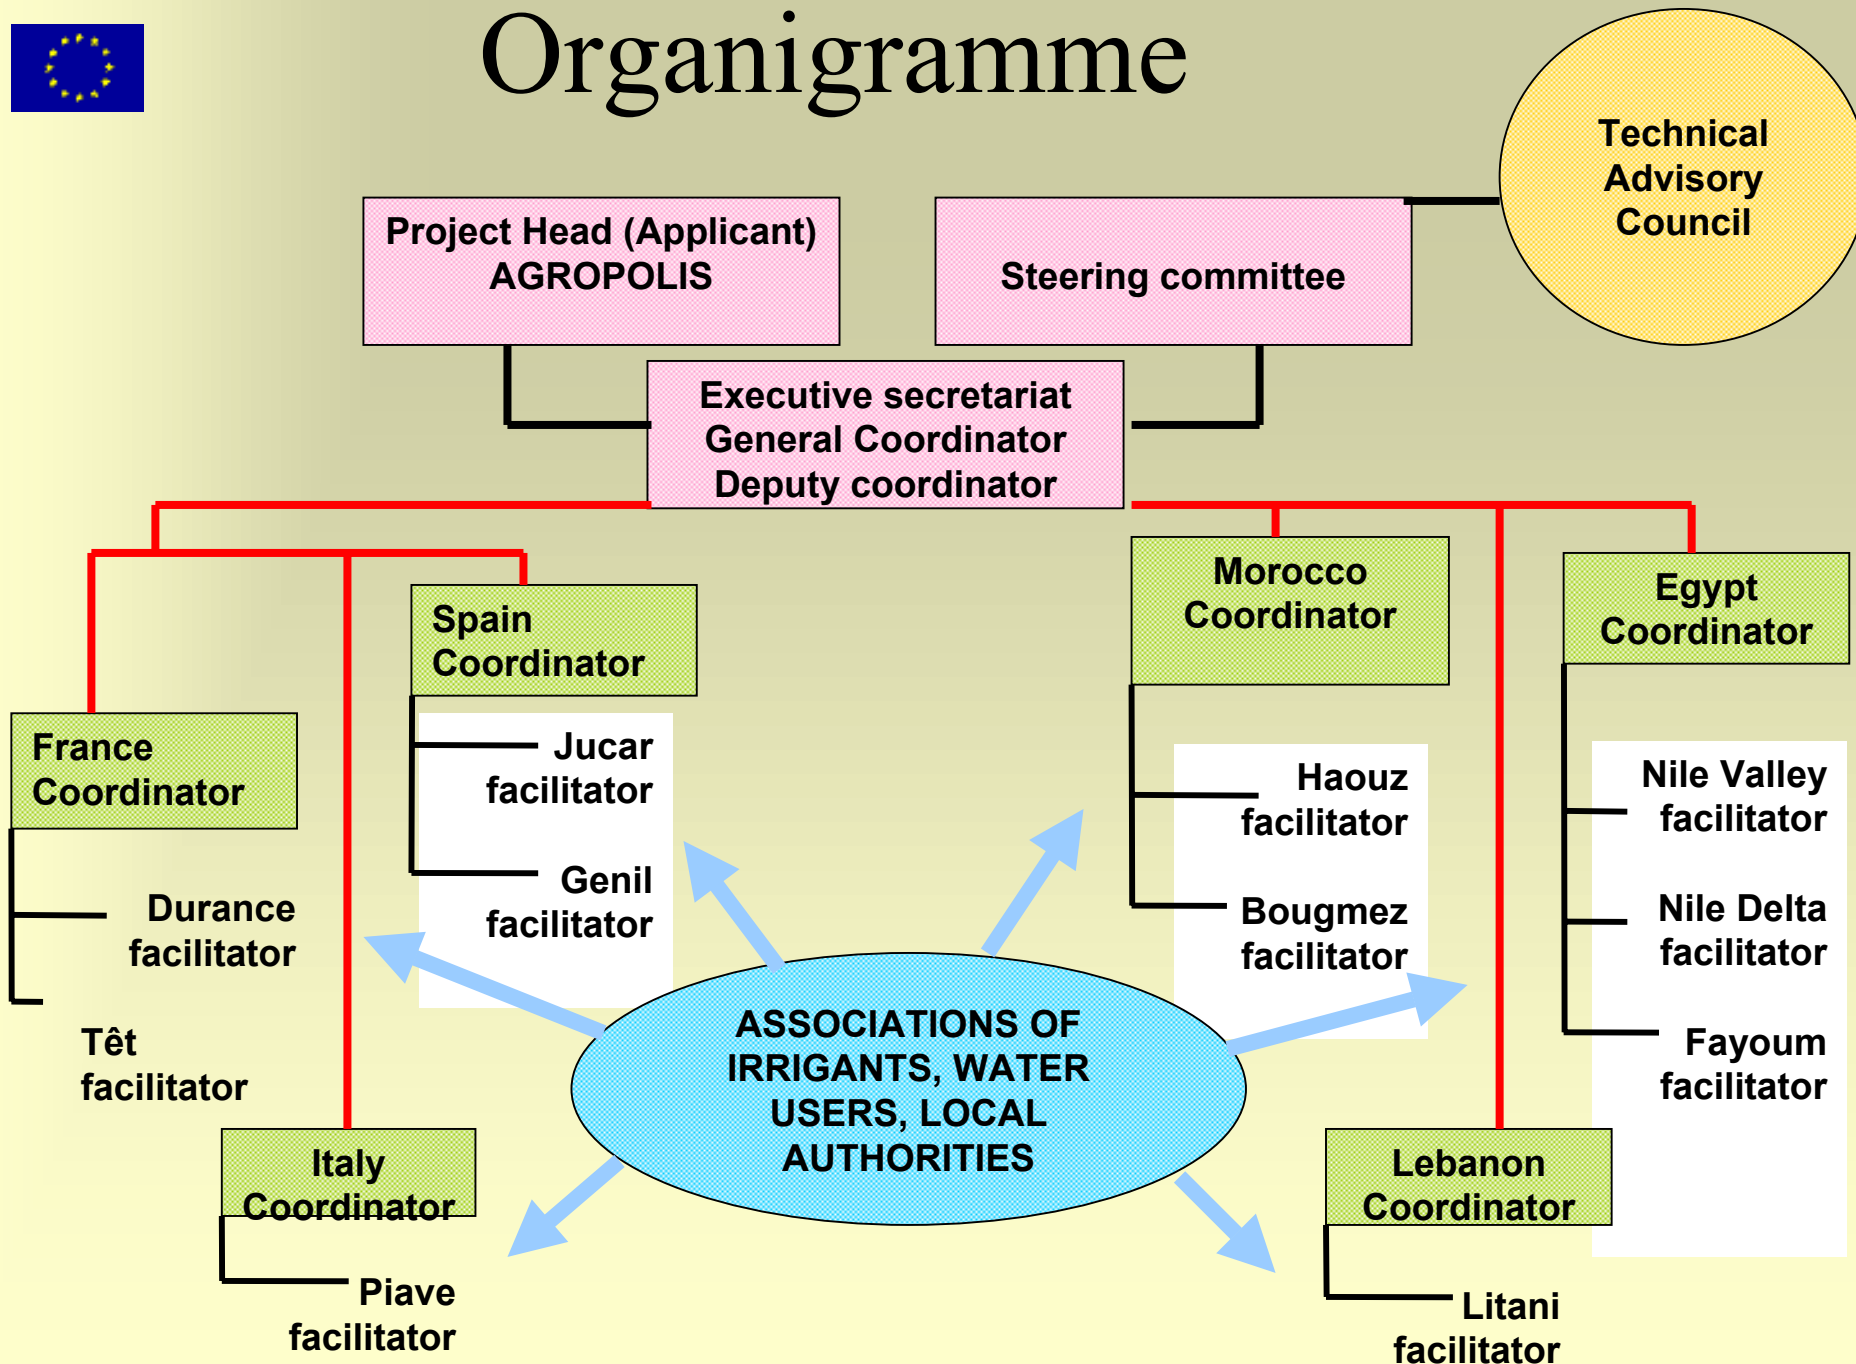 Organigramme
Technical
Advisory
Council
Project Head (Applicant)
AGROPOLIS
Steering committee
Executive secretariat
General Coordinator
Deputy coordinator
Spain
Coordinator
Morocco
Coordinator
Egypt
Coordinator
France
Coordinator
Jucar
facilitator
Genil
facilitator
Haouz
facilitator
Bougmez
facilitator
Nile Valley
facilitator
Nile Delta
facilitator
Fayoum
facilitator
Durance
facilitator
Têt
facilitator
ASSOCIATIONS OF
IRRIGANTS, WATER
USERS, LOCAL
AUTHORITIES
Italy
Coordinator
Piave
facilitator
Lebanon
Coordinator
Litani
facilitator